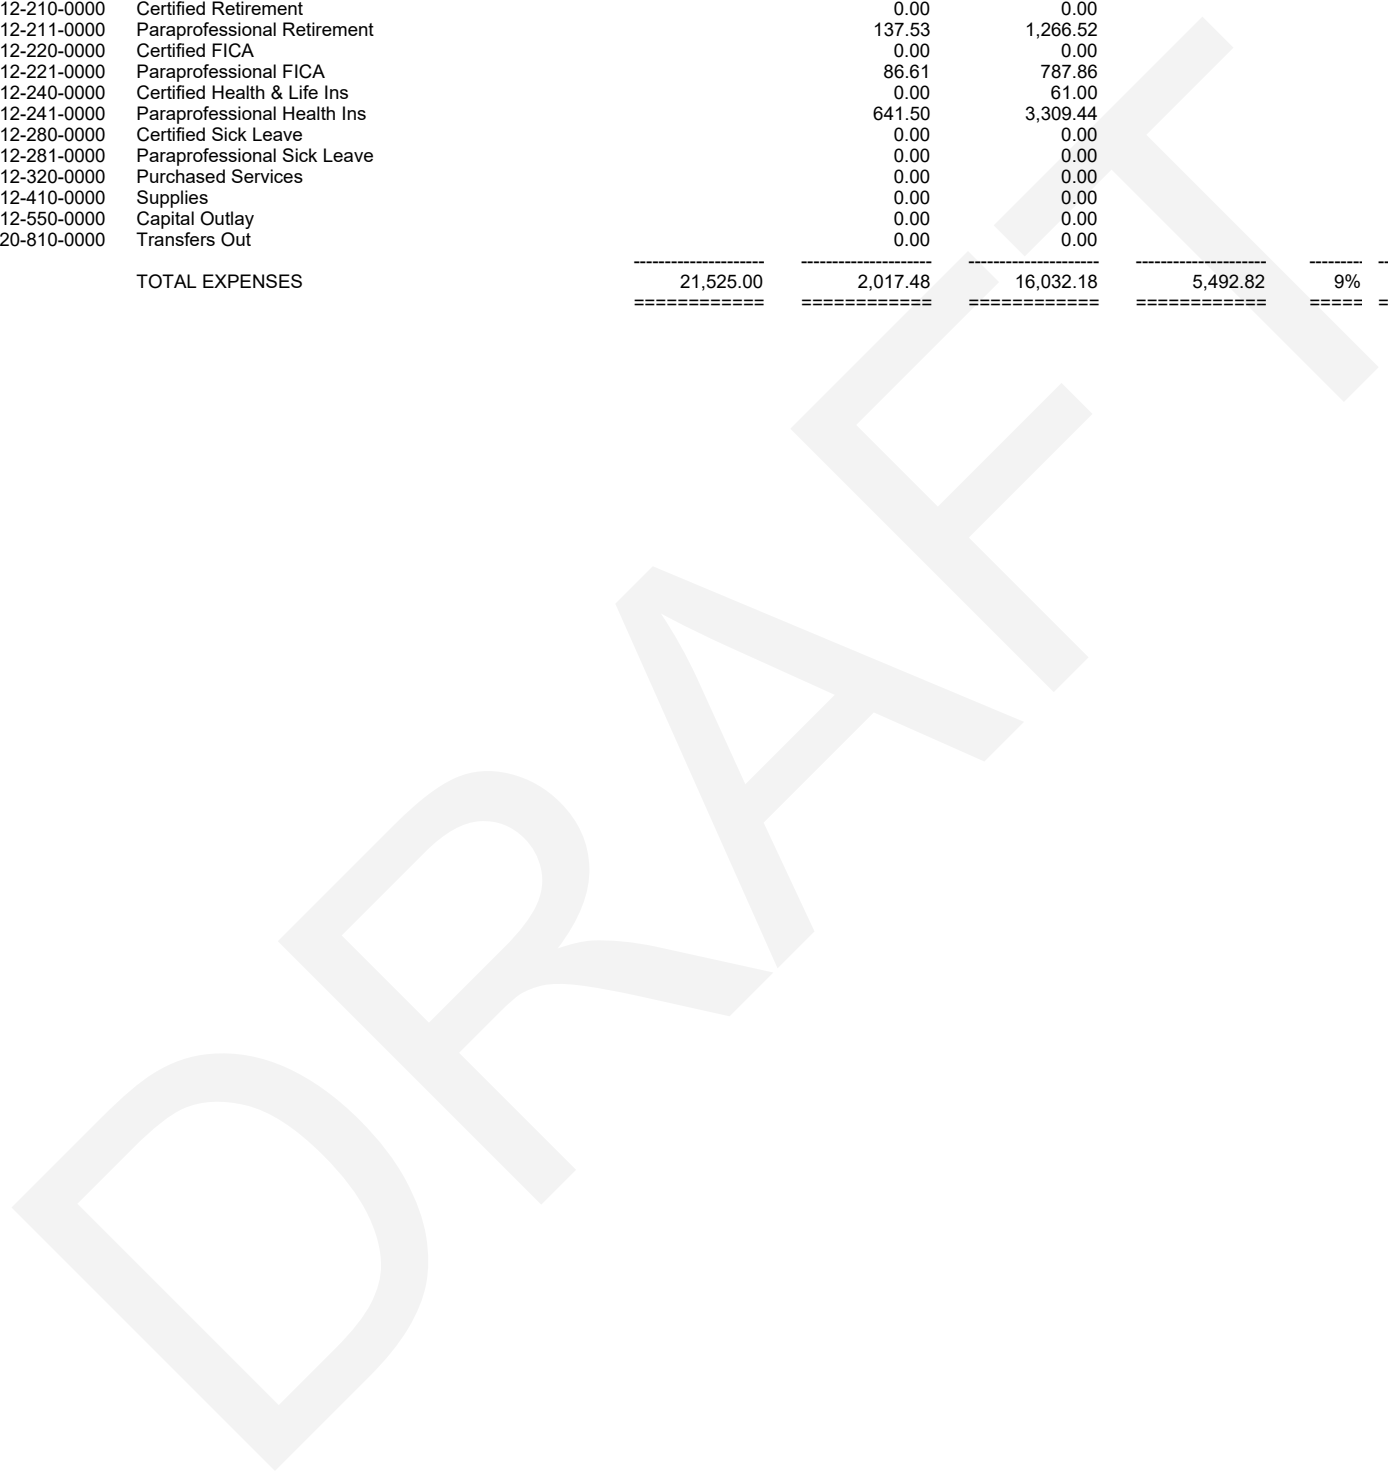 12-210-0000 Certified Retirement 0.00 0.00
12-211-0000 Paraprofessional Retirement 137.53 1,266.52
12-220-0000 Certified FICA 0.00 0.00
12-221-0000 Paraprofessional FICA 86.61 787.86
12-240-0000 Certified Health & Life Ins 0.00 61.00
12-241-0000 Paraprofessional Health Ins 641.50 3,309.44
12-280-0000 Certified Sick Leave 0.00 0.00
12-281-0000 Paraprofessional Sick Leave 0.00 0.00
12-320-0000 Purchased Services 0.00 0.00
12-410-0000 Supplies 0.00 0.00
12-550-0000 Capital Outlay 0.00 0.00
20-810-0000 Transfers Out 0.00 0.00
TOTAL EXPENSES 21,525.00 2,017.48 16,032.18 5,492.82 9%
DRAFT